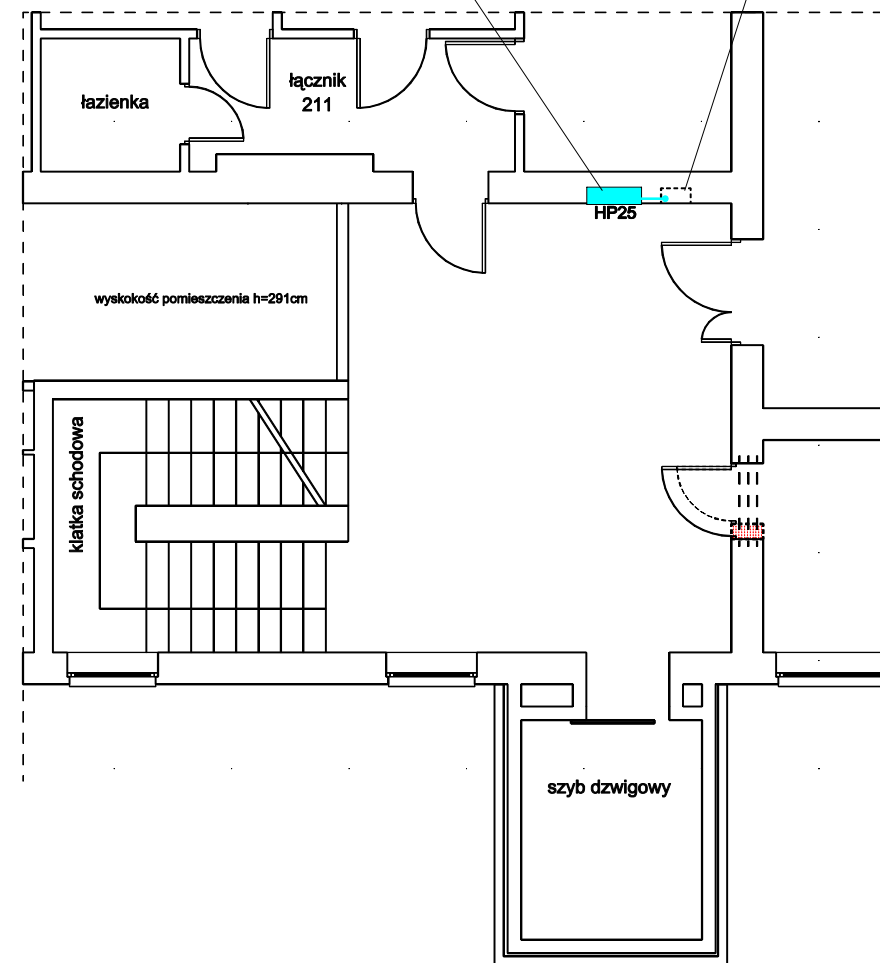 łącznik
211
łazienka
HP25
wyskokość pomieszczenia h=291cm
klatka schodowa
szyb dzwigowy